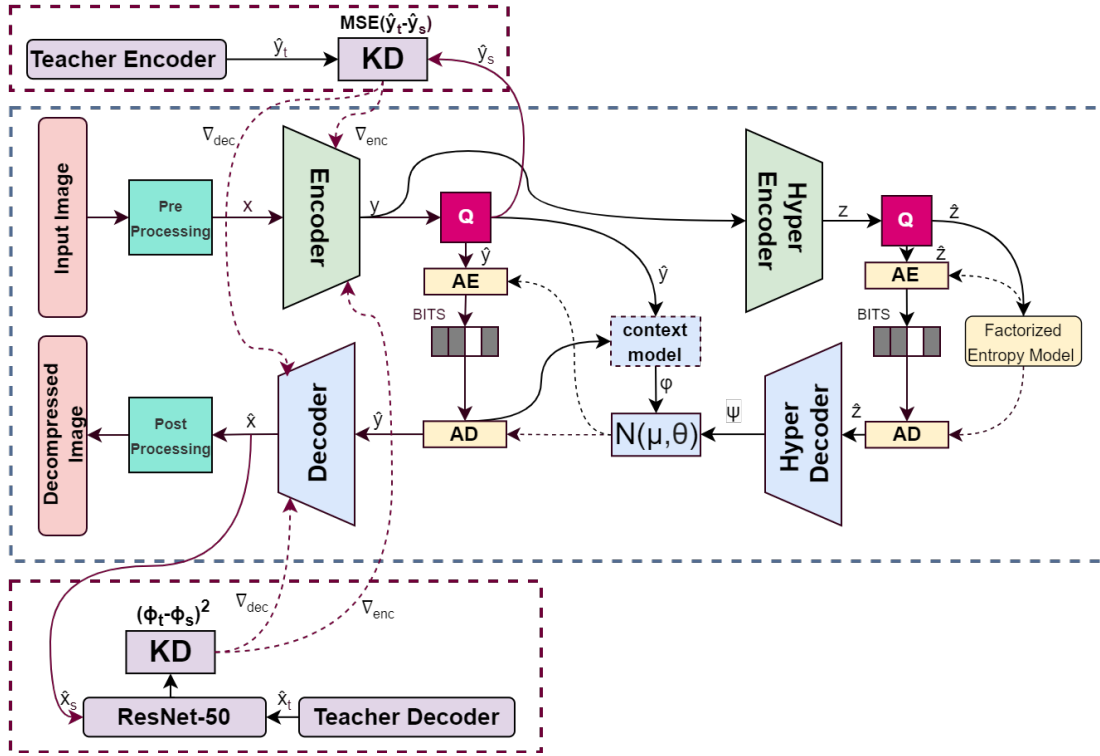 MSE(ŷt-ŷs)
Teacher Encoder
ŷt
KD
ŷs
∇dec
∇enc
Input Image
Pre
Processing
x
Encoder
y
Q
ŷ
AE
BITS
ŷ
context
model
φ
Hyper
Encoder
z
Q
ẑ
ẑ
AE
BITS
Factorized
Entropy Model
Decompressed
Image
Post
Processing
x̂
Decoder
ŷ
AD
N(μ,θ)
Ψ
Hyper
Decoder
ẑ
AD
∇dec
∇enc
(ϕt-ϕs)2
KD
x̂s
ResNet-50
x̂t
Teacher Decoder